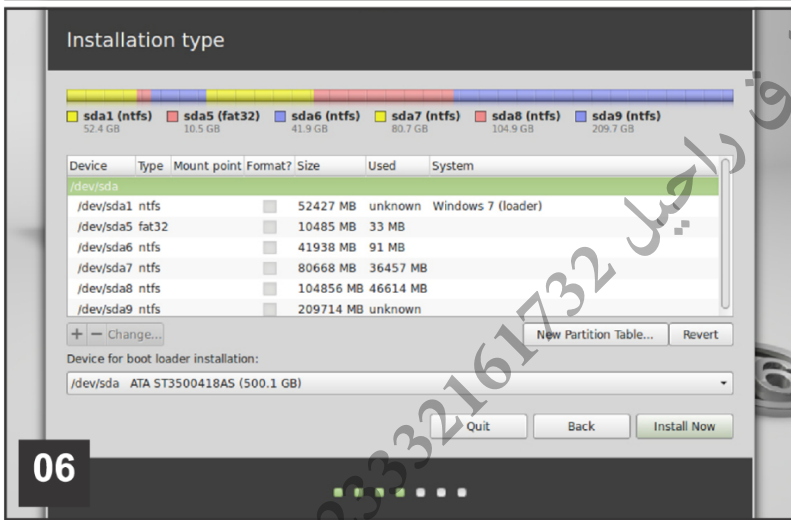 Installation type
sda1 (ntfs) sda5 (fat32) sda6 (ntfs) sda7 (ntfs) sda8 (ntfs) sda9 (ntfs)
52.4 GB 10.5 GB 41.9 GB 80.7 GB 104.9 GB 209.7 GB
Device Type Mount point Format? Size Used System
/dev/sda
/dev/sda1 ntfs 52427 MB unknown Windows 7 (loader)
/dev/sda5 fat32 10485 MB 33 MB
/dev/sda6 ntfs 41938 MB 91 MB
/dev/sda7 ntfs 80668 MB 36457 MB
/dev/sda8 ntfs 104856 MB 46614 MB
/dev/sda9 ntfs 209714 MB unknown
+ − Change... New Partition Table... Revert
Device for boot loader installation:
/dev/sda ATA ST3500418AS (500.1 GB)
Quit Back Install Now
06
راحیل